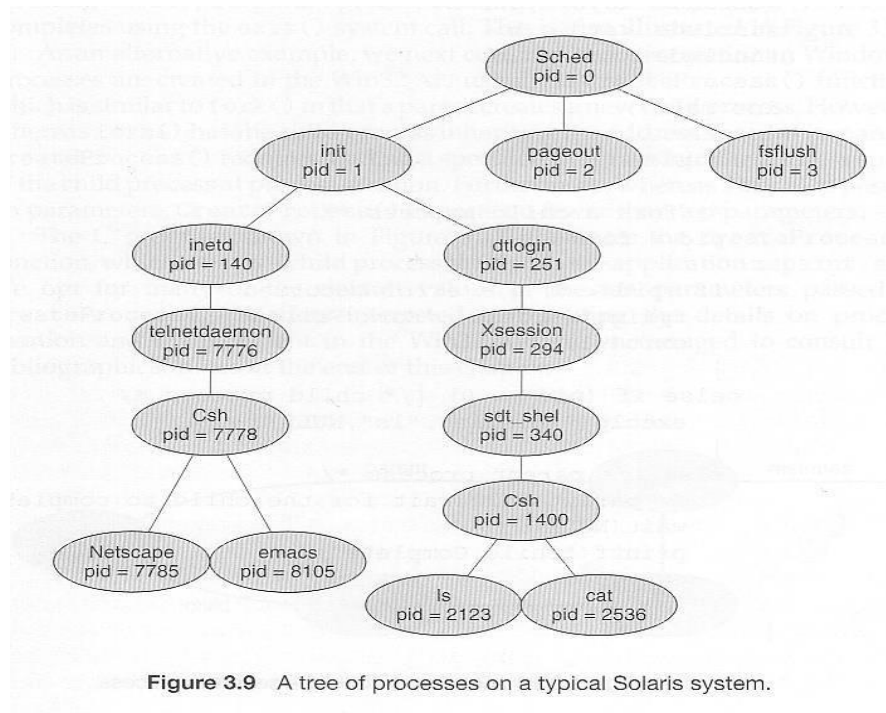 Sched
pid = 0
init
pid = 1
pageout
pid = 2
fsflush
pid = 3
inetd
pid = 140
dtlogin
pid = 251
telnetdaemon
pid = 7776
Xsession
pid = 294
Csh
pid = 7778
sdt_shel
pid = 340
Csh
pid = 1400
Netscape
pid = 7785
emacs
pid = 8105
ls
pid = 2123
cat
pid = 2536
Figure 3.9 A tree of processes on a typical Solaris system.